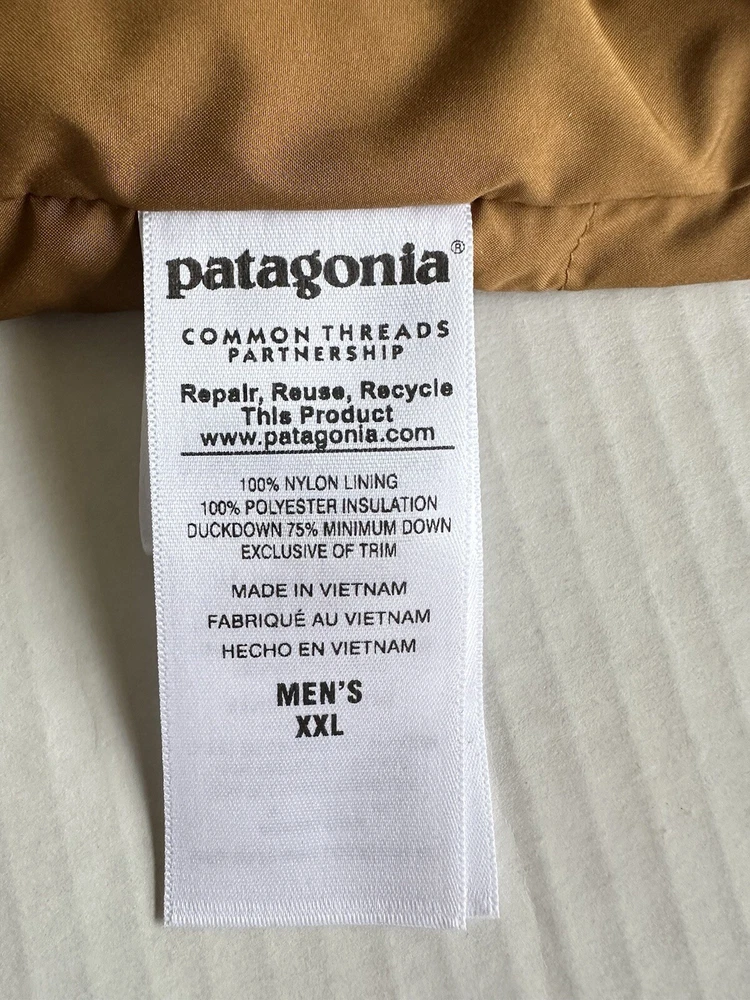 patagonia®
COMMON THREADS
PARTNERSHIP
Repair, Reuse, Recycle
This Product
www.patagonia.com
100% NYLON LINING
100% POLYESTER INSULATION
DUCKDOWN 75% MINIMUM DOWN
EXCLUSIVE OF TRIM
MADE IN VIETNAM
FABRIQUÉ AU VIETNAM
HECHO EN VIETNAM
MEN'S
XXL